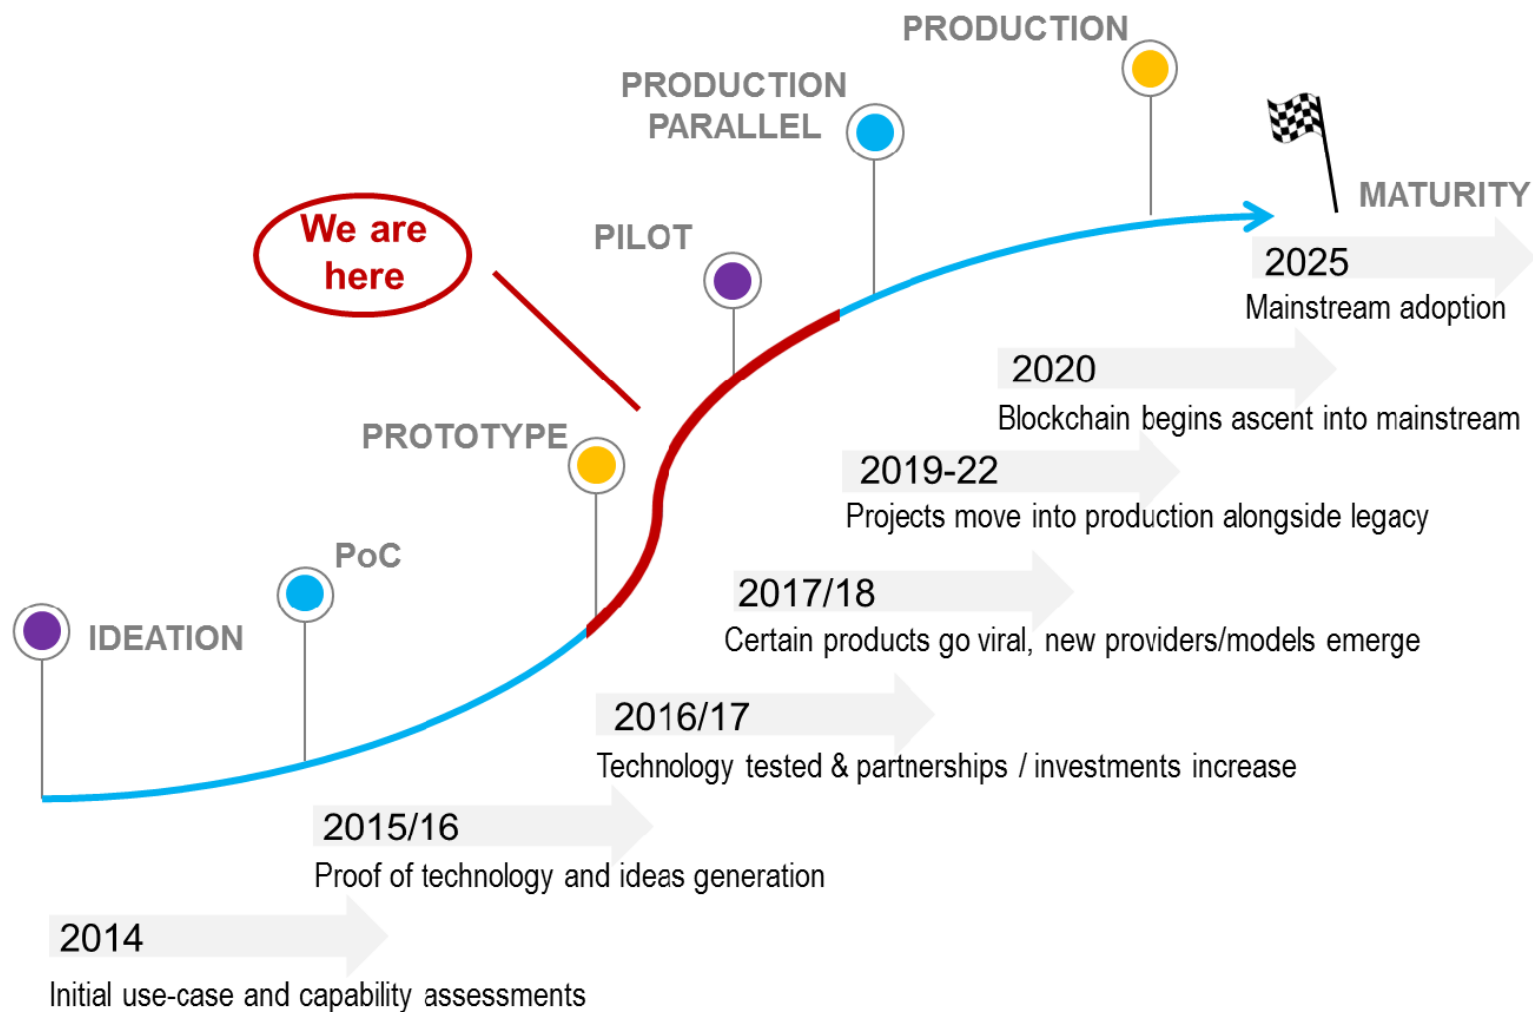 PRODUCTION
PRODUCTION
PARALLEL
MATURITY
We are
here
PILOT
2025
Mainstream adoption
2020
Blockchain begins ascent into mainstream
PROTOTYPE
2019-22
Projects move into production alongside legacy
PoC
2017/18
Certain products go viral, new providers/models emerge
IDEATION
2016/17
Technology tested & partnerships / investments increase
2015/16
Proof of technology and ideas generation
2014
Initial use-case and capability assessments